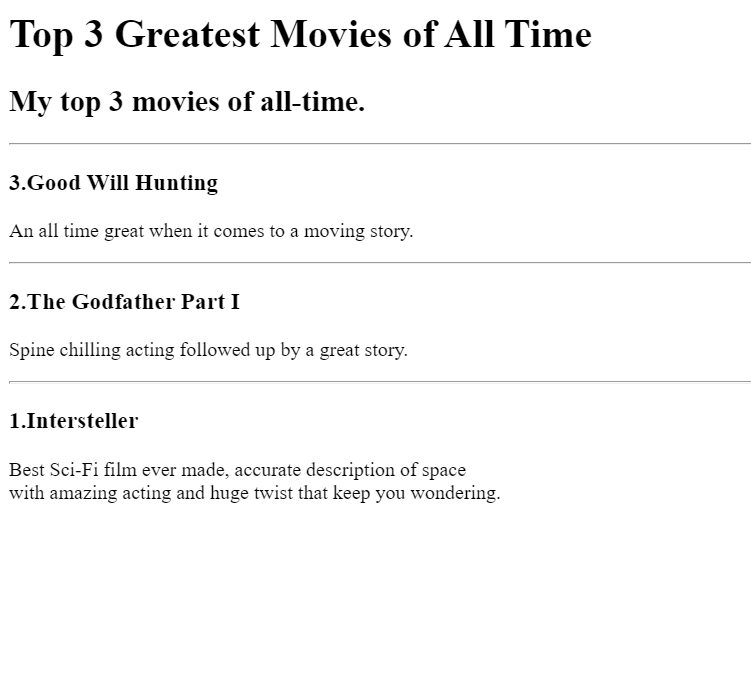 Top 3 Greatest Movies of All Time
My top 3 movies of all-time.
3.Good Will Hunting
An all time great when it comes to a moving story.
2.The Godfather Part I
Spine chilling acting followed up by a great story.
1.Intersteller
Best Sci-Fi film ever made, accurate description of space
with amazing acting and huge twist that keep you wondering.